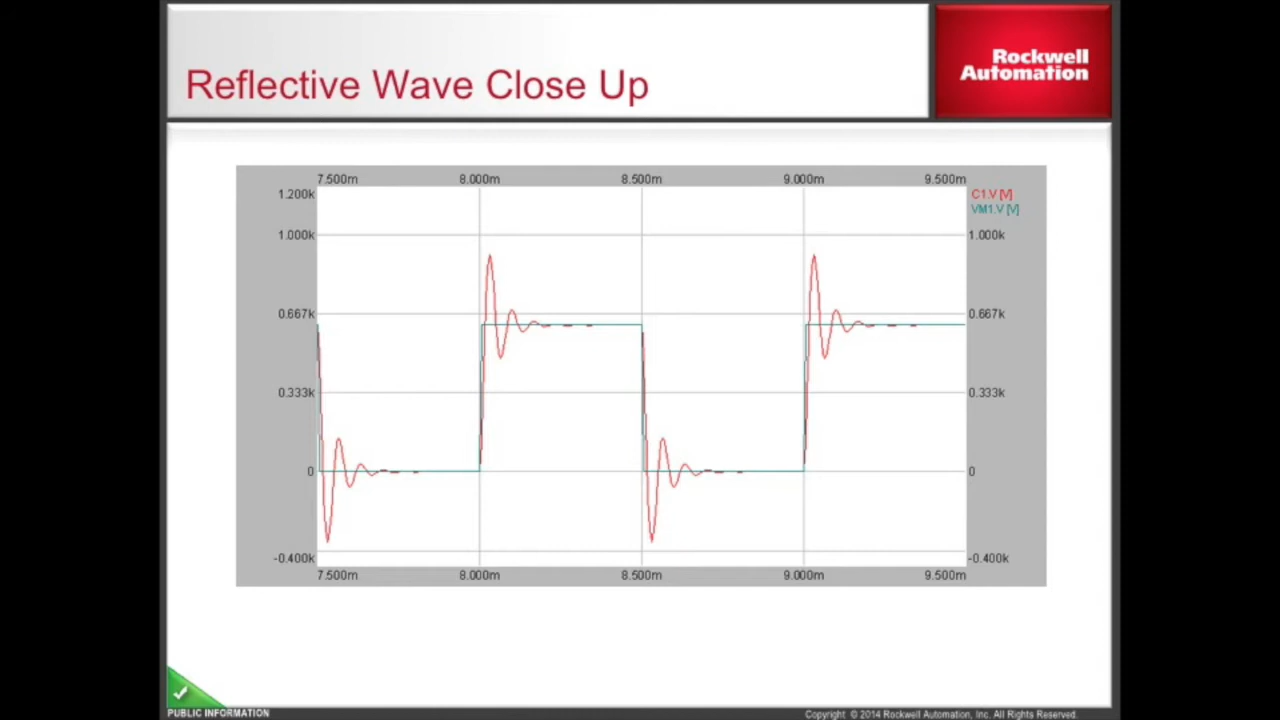 Reflective Wave Close Up
Rockwell
Automation
7.500m 8.000m 8.500m 9.000m 9.500m
1.200k
C1.V [V]
VM1.V [V]
1.000k 1.000k
0.667k 0.667k
0.333k 0.333k
0 0
-0.400k -0.400k
7.500m 8.000m 8.500m 9.000m 9.500m
PUBLIC INFORMATION
Copyright © 2014 Rockwell Automation, Inc. All Rights Reserved.